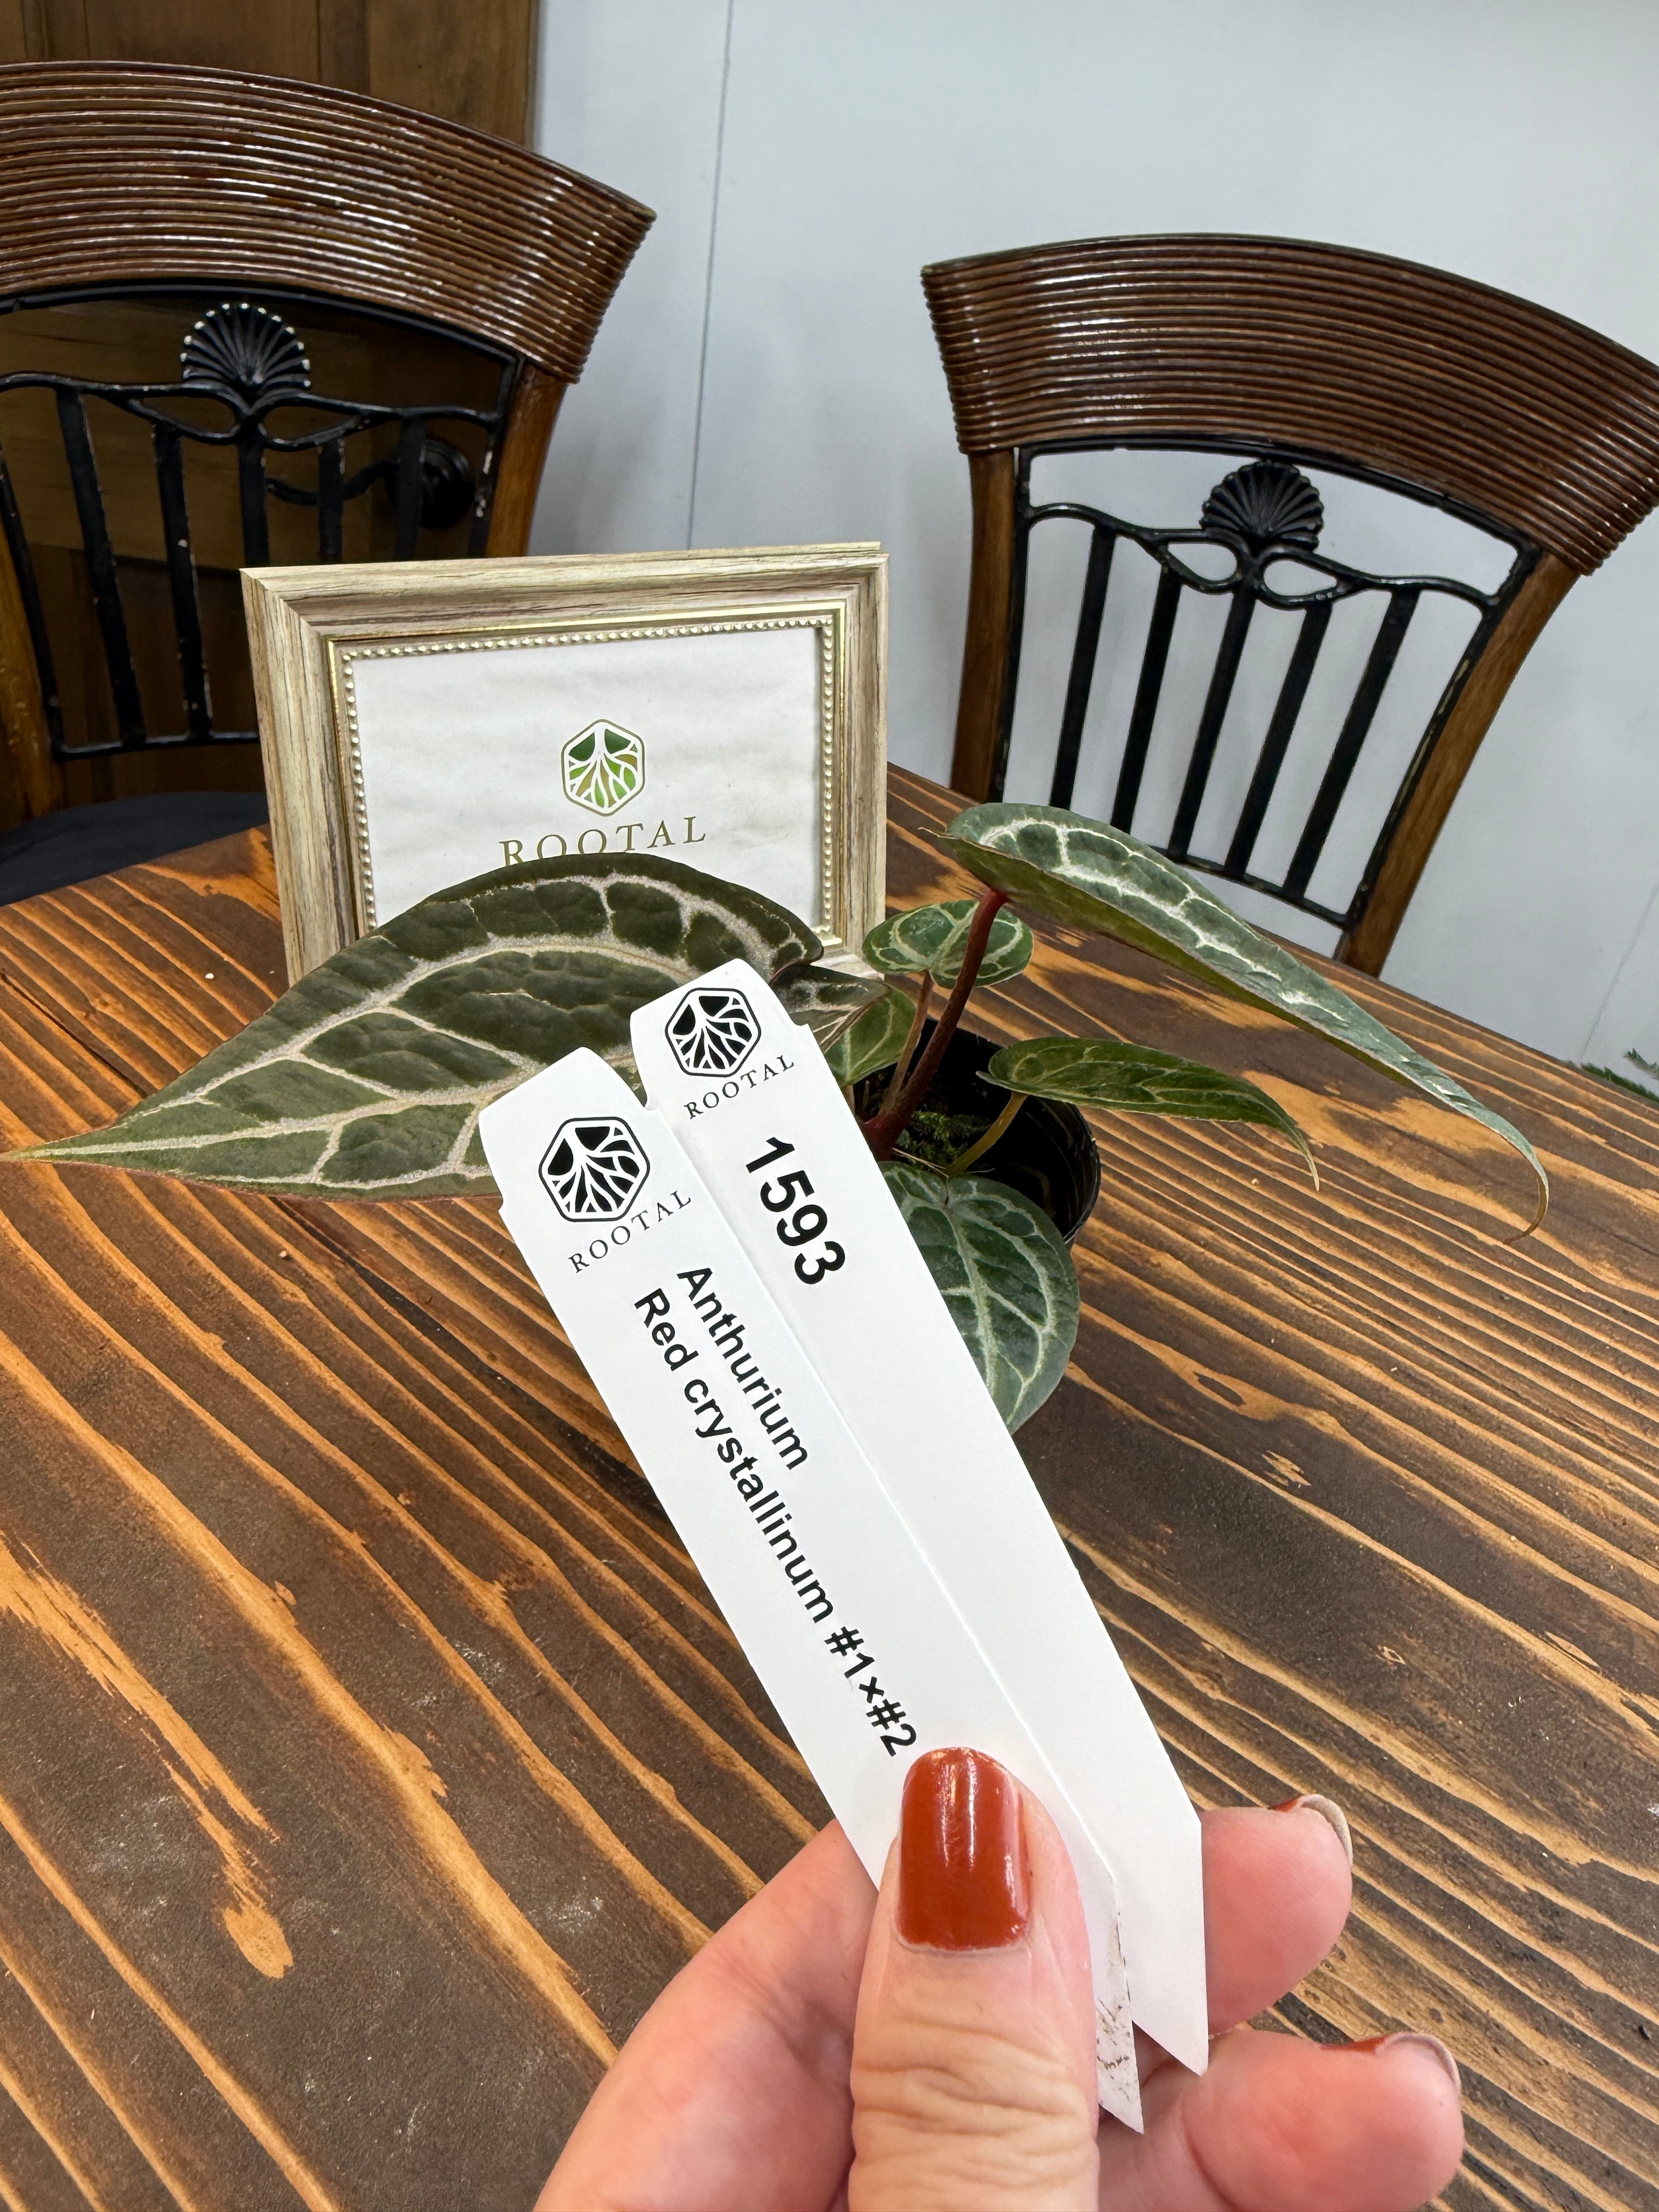 ROOTAL
ROOTAL
1593
ROOTAL
Anthurium
Red crystallinum #1×#2